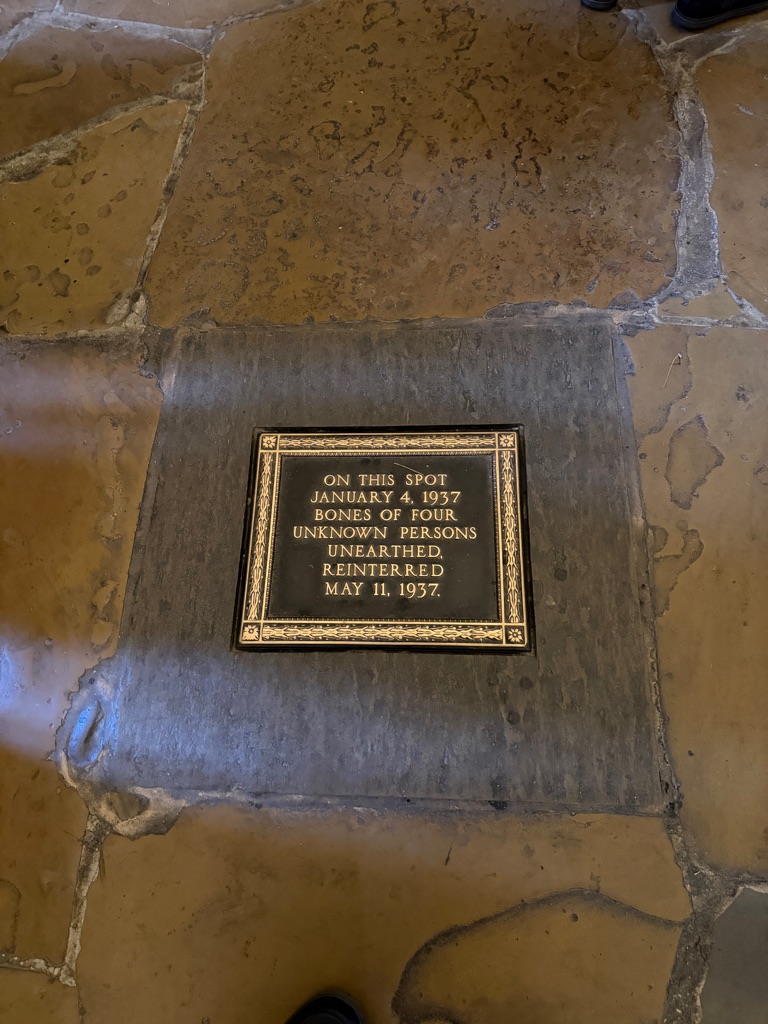 ON THIS SPOT
JANUARY 4, 1937
BONES OF FOUR
UNKNOWN PERSONS
UNEARTHED,
REINTERRED
MAY 11, 1937.